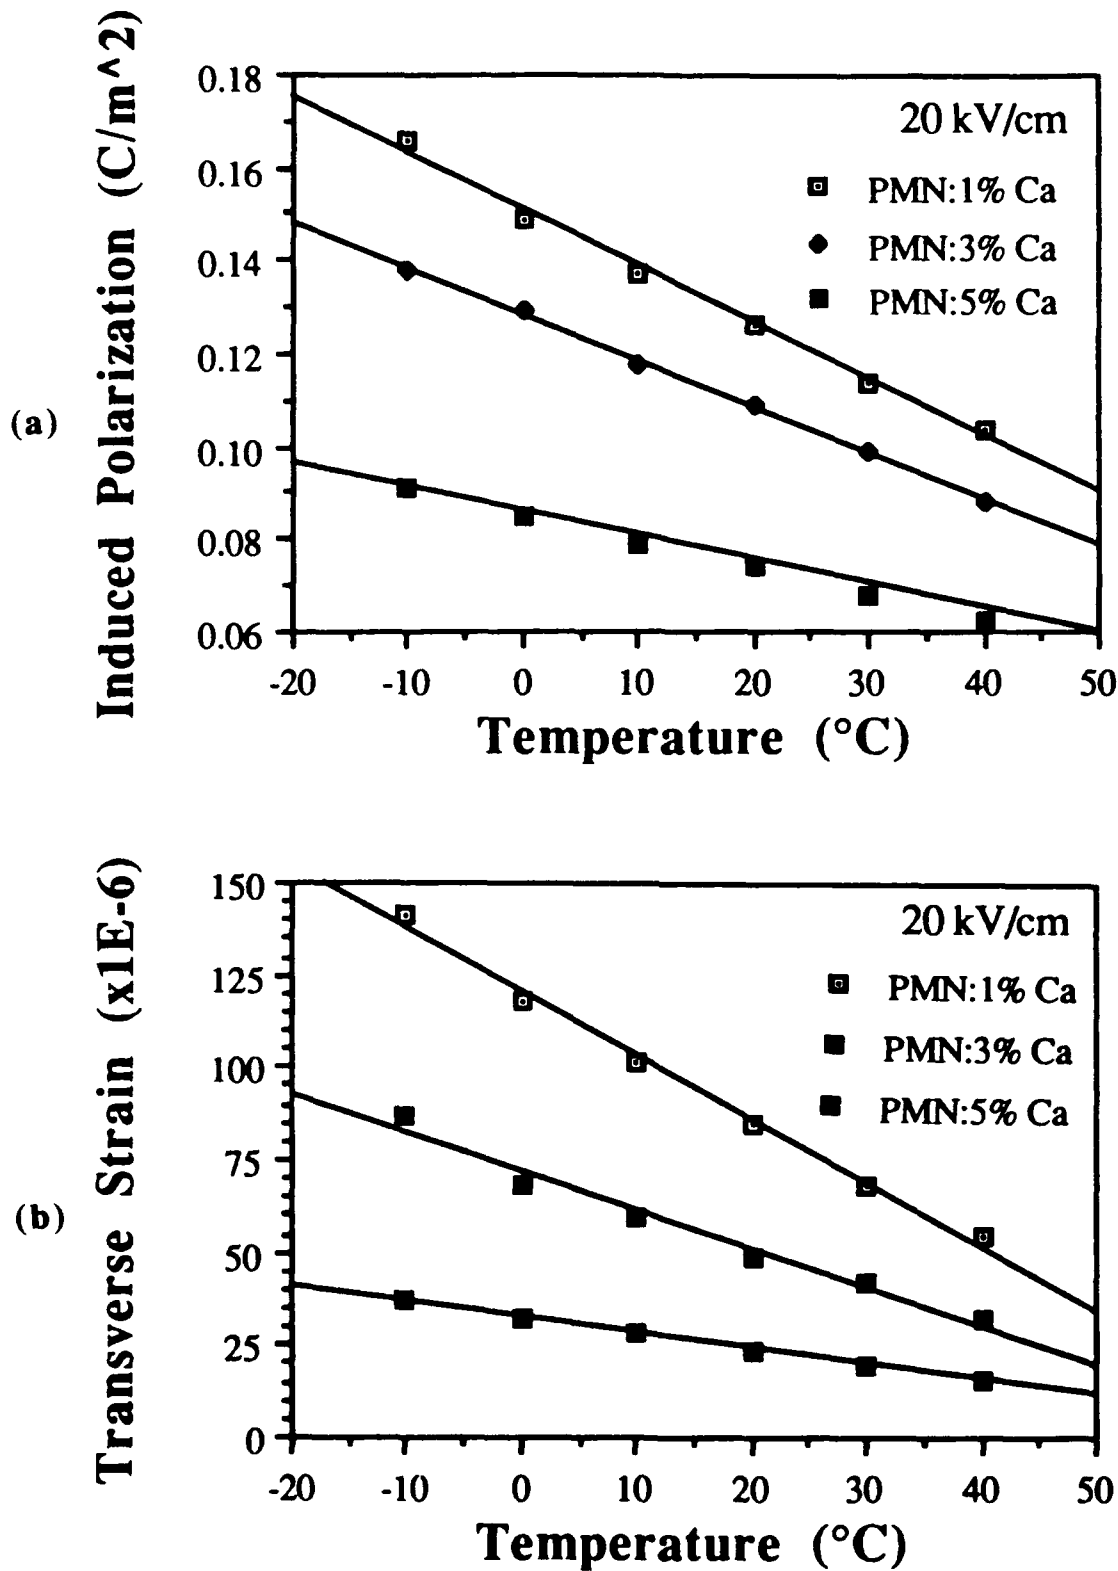 (a)
Induced Polarization (C/m^2)
0.18
0.16
0.14
0.12
0.10
0.08
0.06
20 kV/cm
PMN:1% Ca
PMN:3% Ca
PMN:5% Ca
-20 -10 0 10 20 30 40 50
Temperature (°C)
(b)
Transverse Strain (x1E-6)
150
125
100
75
50
25
0
20 kV/cm
PMN:1% Ca
PMN:3% Ca
PMN:5% Ca
-20 -10 0 10 20 30 40 50
Temperature (°C)